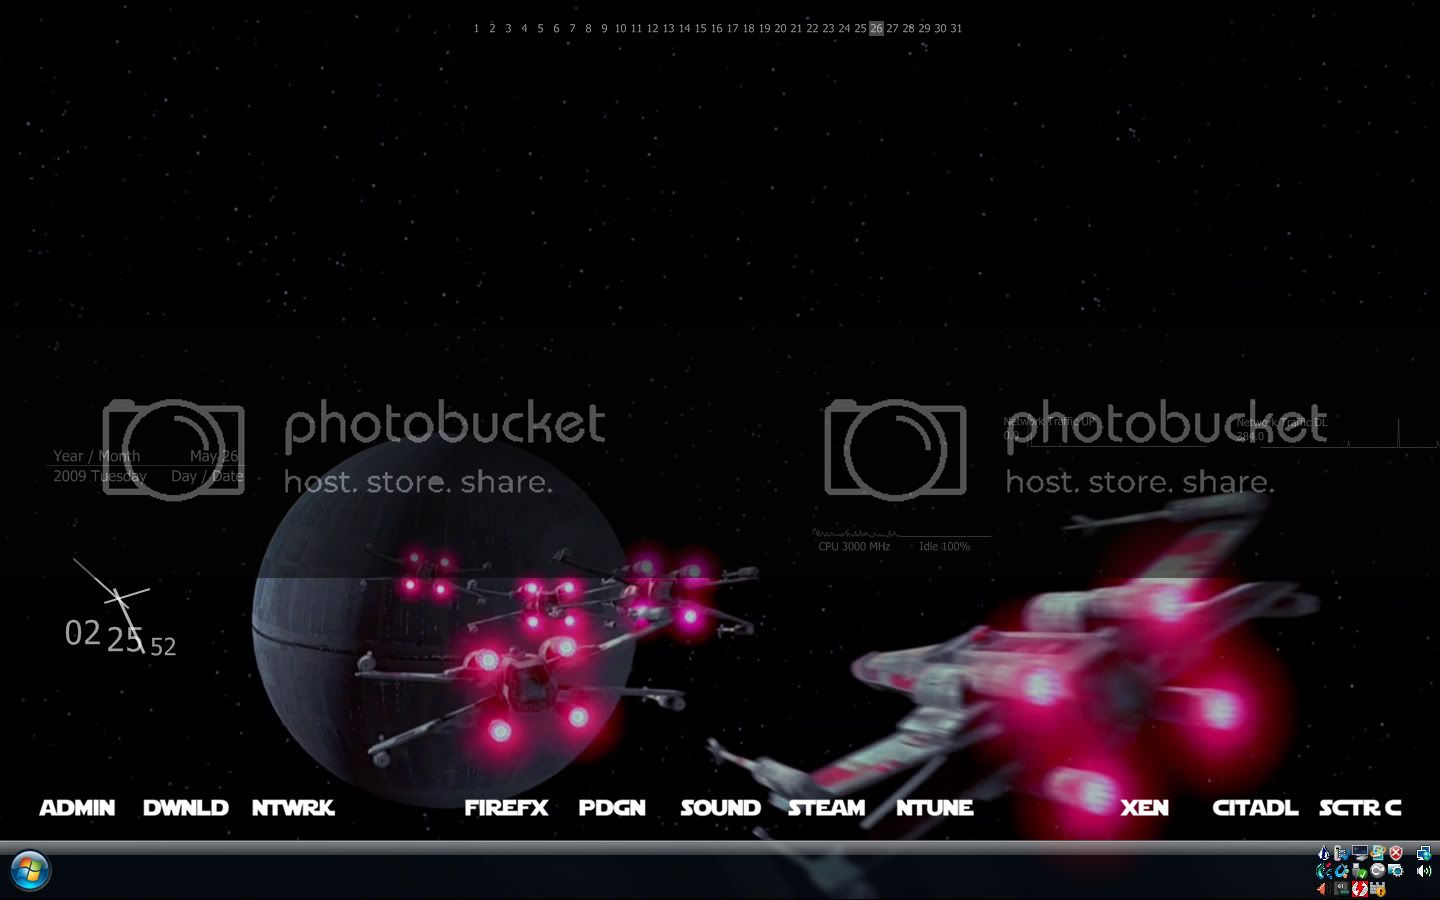 1 2 3 4 5 6 7 8 9 10 11 12 13 14 15 16 17 18 19 20 21 22 23 24 25 26 27 28 29 30 31
photobucket
host. store. share.
photobucket
host. store. share.
Network Traffic UP
0.0
Network Traffic DL
284.0
Year / Month May 26
2009 Tuesday Day / Date
CPU 3000 MHz Idle 100%
02 25 52
ADMIN DWNLD NTWRK FIREFX PDGN SOUND STEAM NTUNE XEN CITADL SCTR C
61